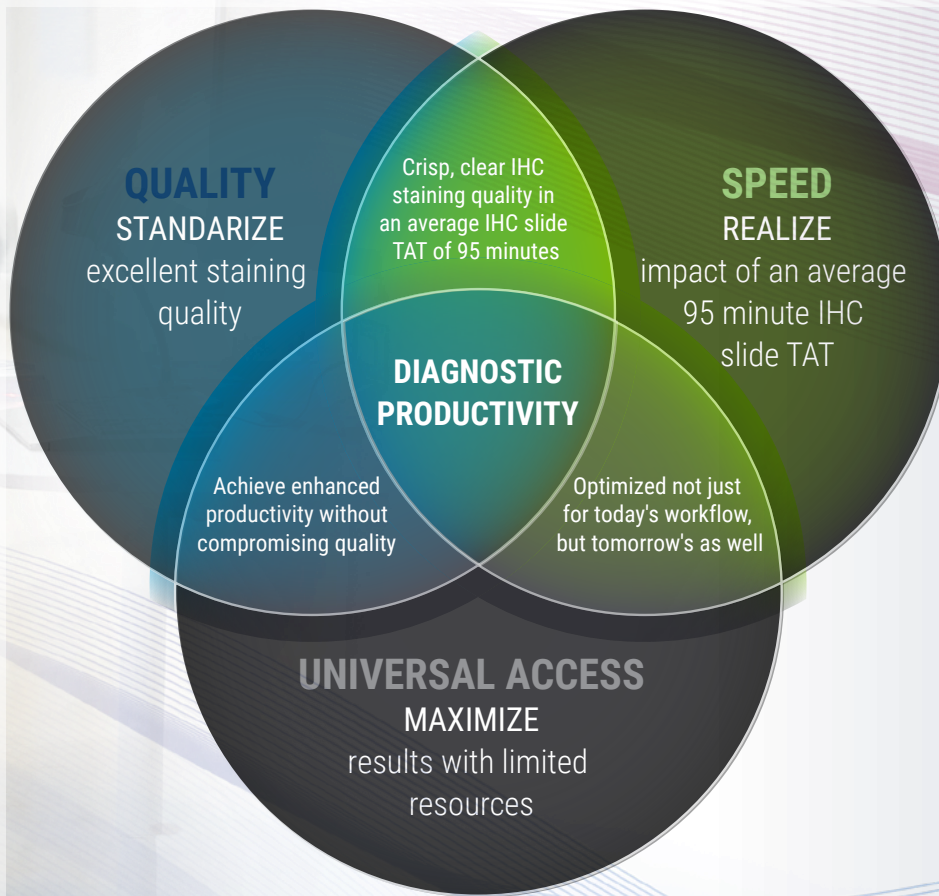 QUALITY
STANDARIZE
excellent staining
quality
Crisp, clear IHC
staining quality in
an average IHC slide
TAT of 95 minutes
SPEED
REALIZE
impact of an average
95 minute IHC
slide TAT
DIAGNOSTIC
PRODUCTIVITY
Achieve enhanced
productivity without
compromising quality
Optimized not just
for today's workflow,
but tomorrow's as well
UNIVERSAL ACCESS
MAXIMIZE
results with limited
resources